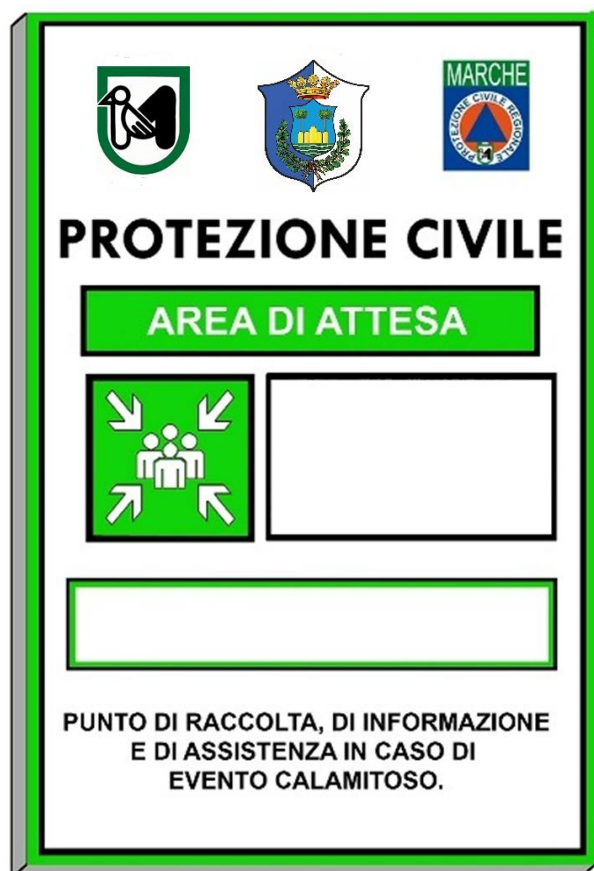 MARCHE
PROTEZIONE CIVILE REGIONALE
PROTEZIONE CIVILE
AREA DI ATTESA
PUNTO DI RACCOLTA, DI INFORMAZIONE
E DI ASSISTENZA IN CASO DI
EVENTO CALAMITOSO.